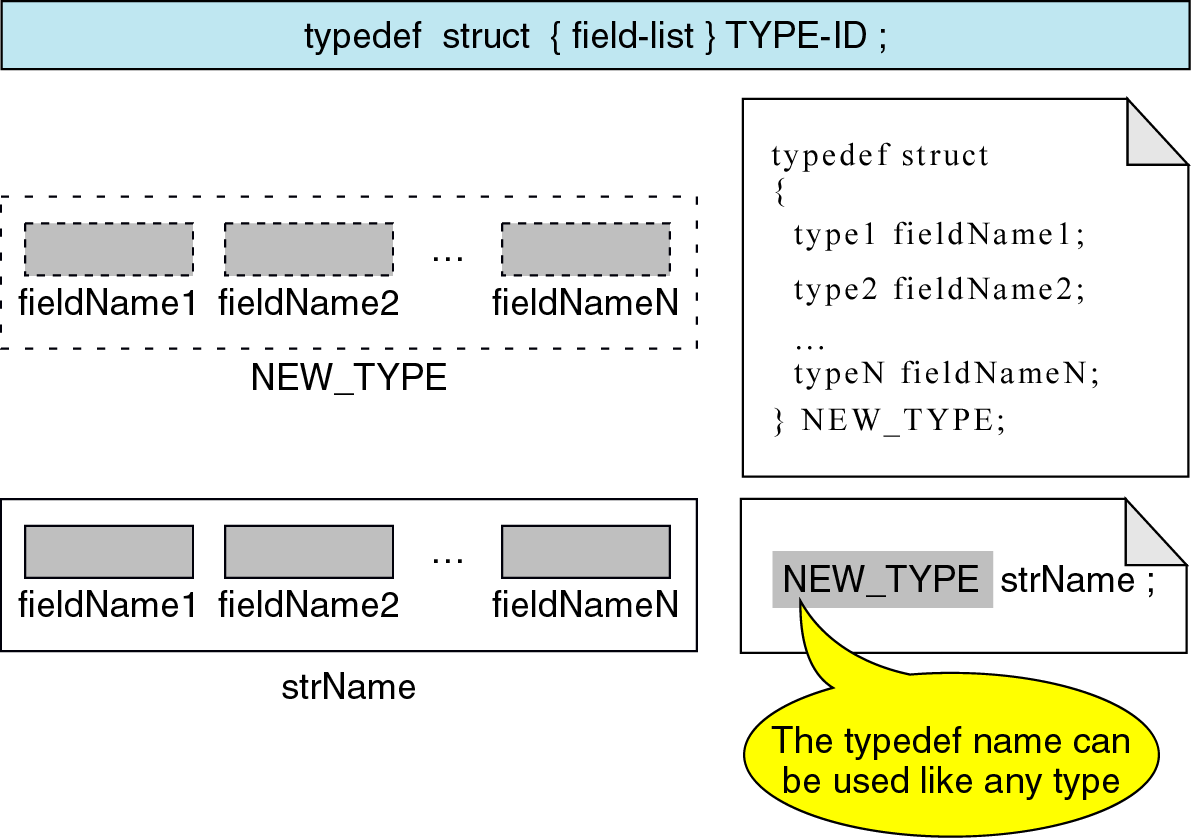 typedef struct { field-list } TYPE-ID ;
typedef struct
{
type1 fieldName1;
type2 fieldName2;
...
typeN fieldNameN;
} NEW_TYPE;
...
fieldName1 fieldName2 fieldNameN
NEW_TYPE
...
fieldName1 fieldName2 fieldNameN
strName
NEW_TYPE strName ;
The typedef name can
be used like any type